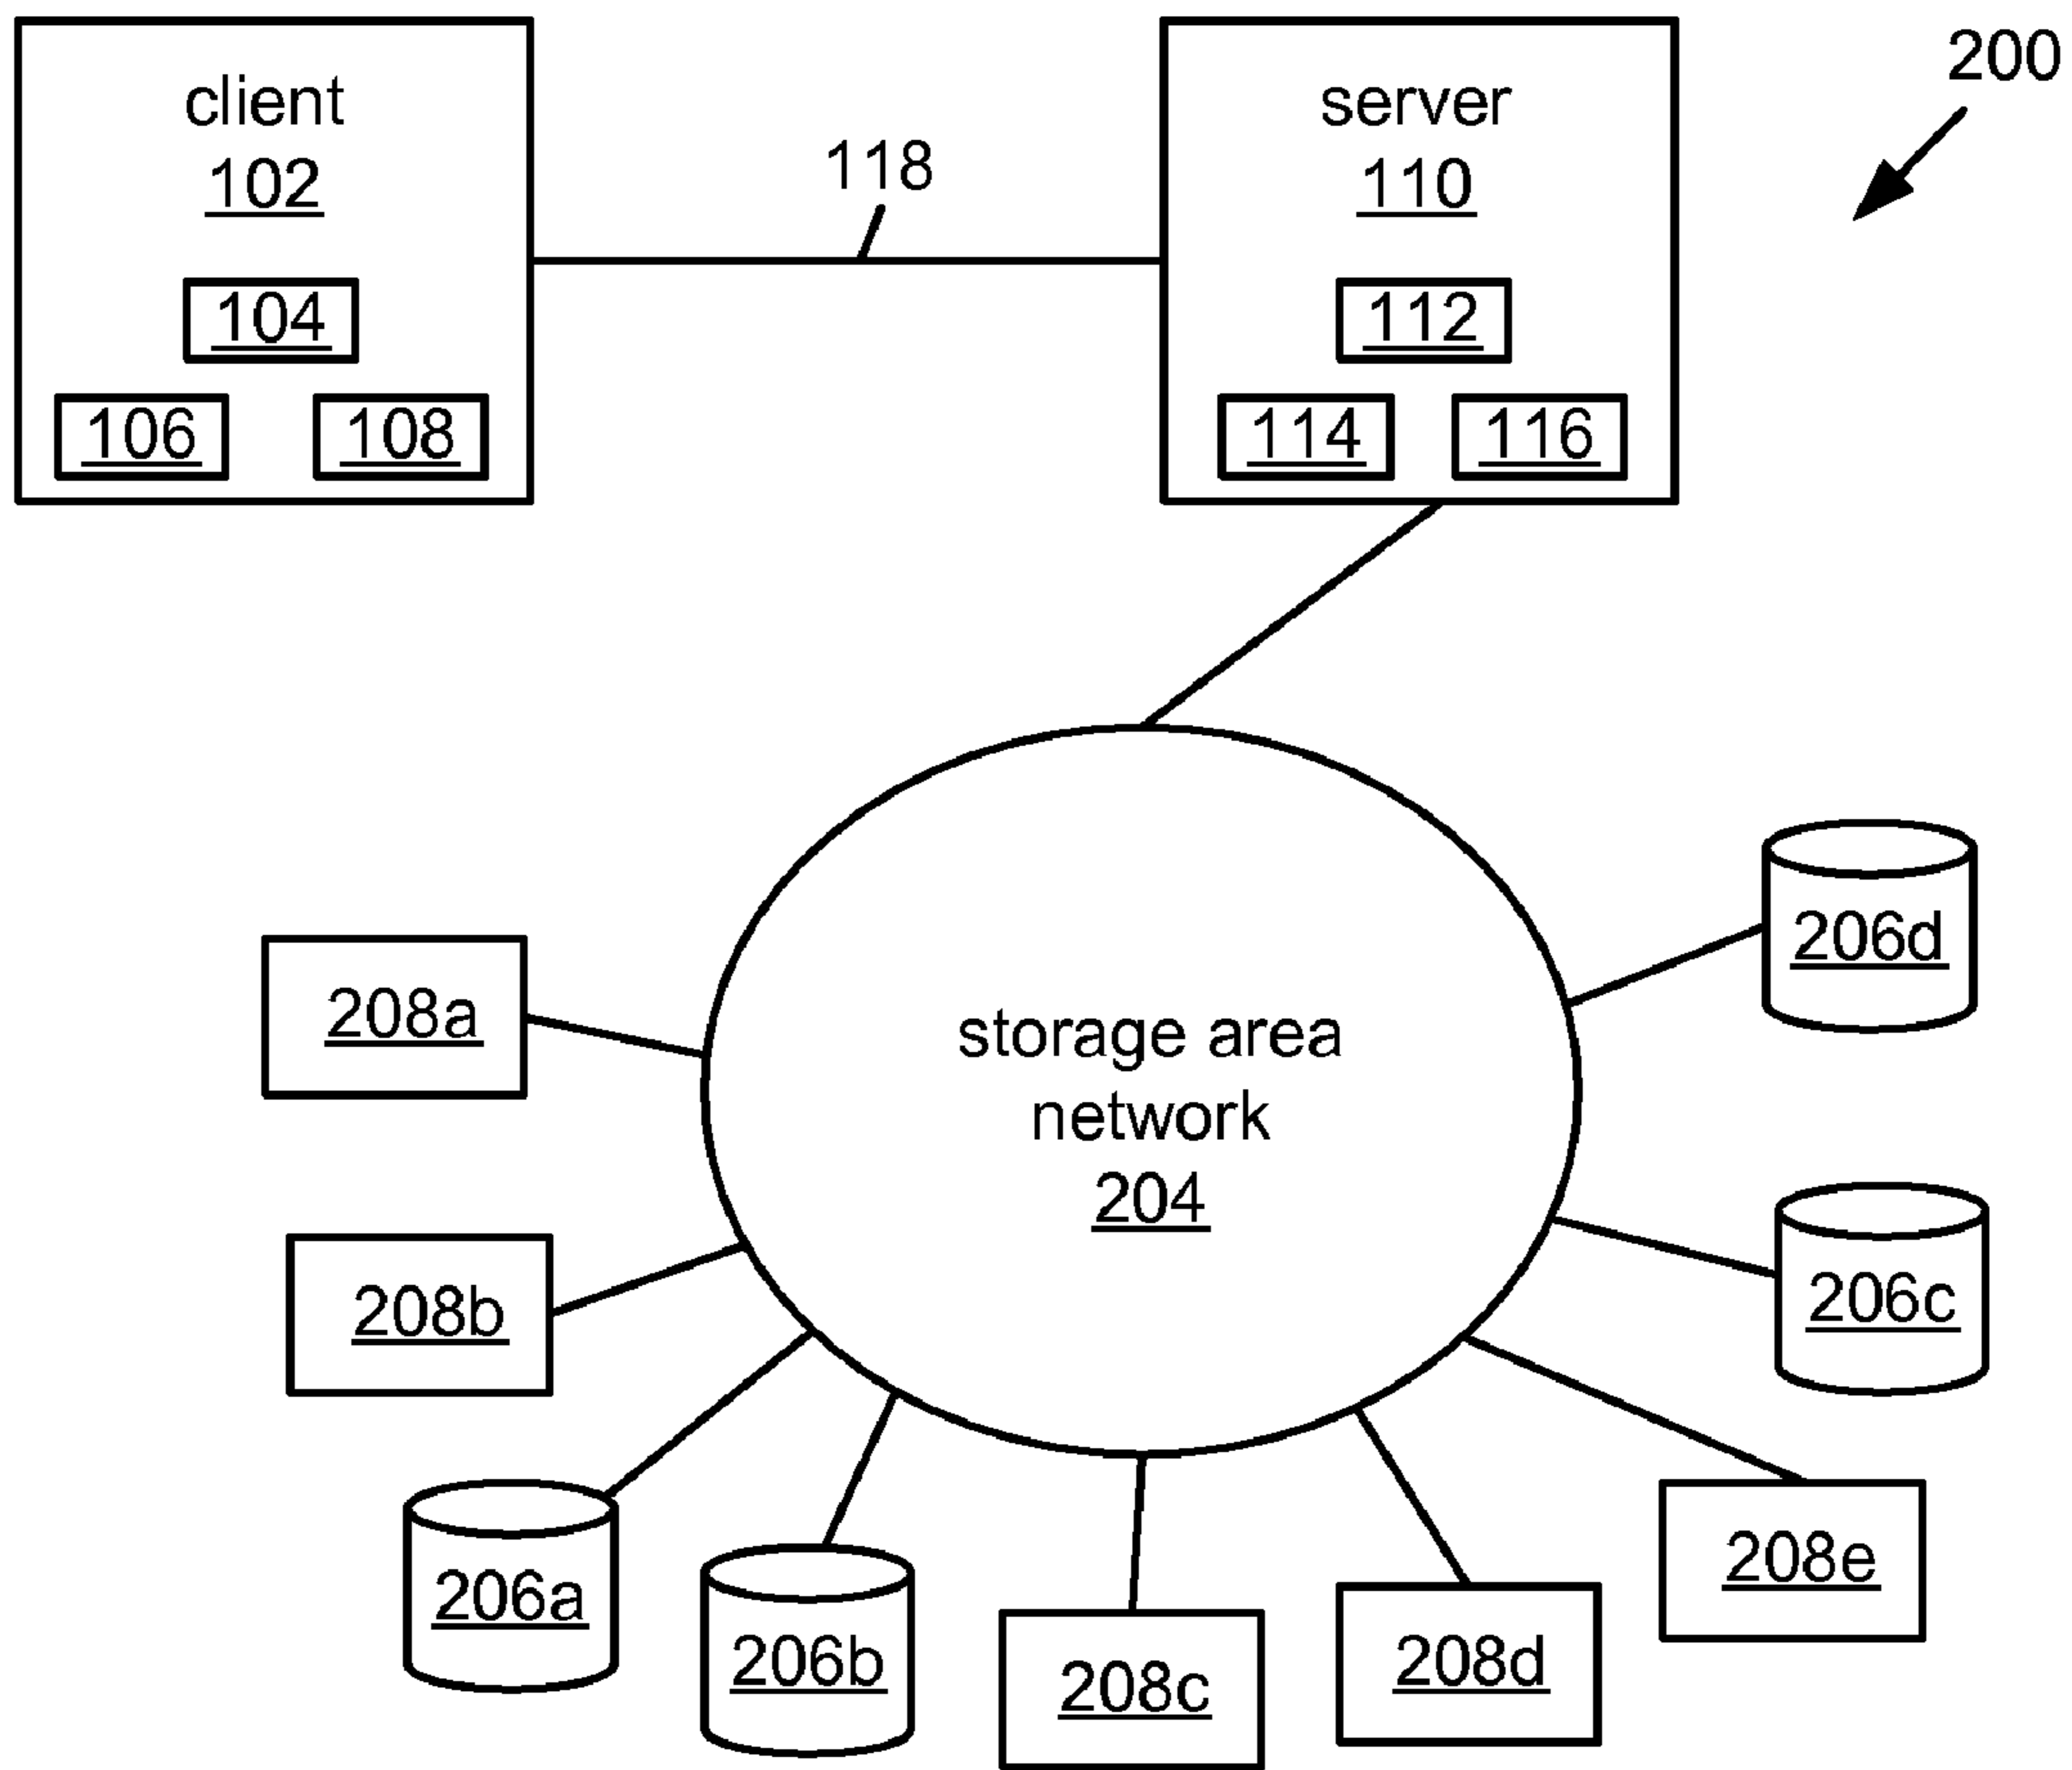 client
102
104
106
108
118
server
110
112
114
116
200
storage area
network
204
208a
208b
206a
206b
208c
208d
208e
206c
206d